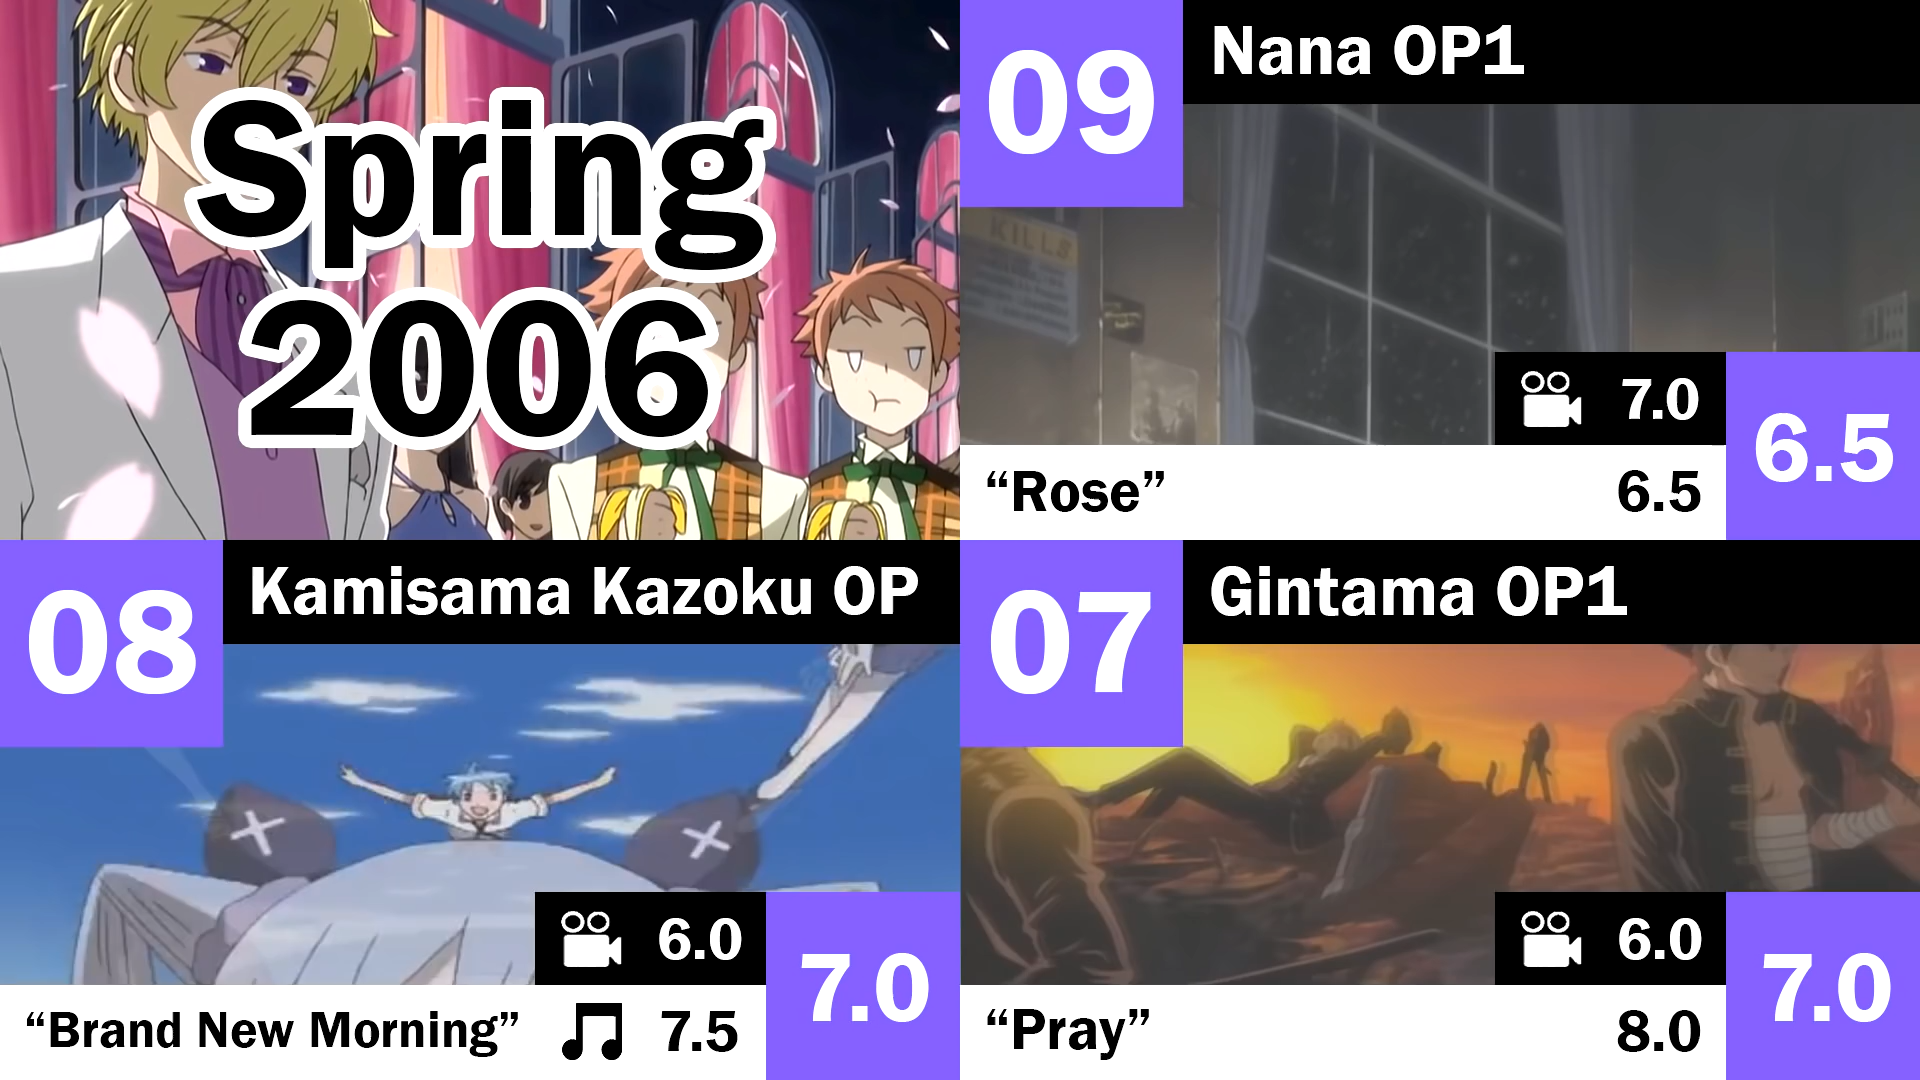 Spring
2006
09
Nana OP1
KILLS
7.0
“Rose”
6.5
6.5
08
Kamisama Kazoku OP
6.0
“Brand New Morning”
7.5
7.0
07
Gintama OP1
6.0
“Pray”
8.0
7.0